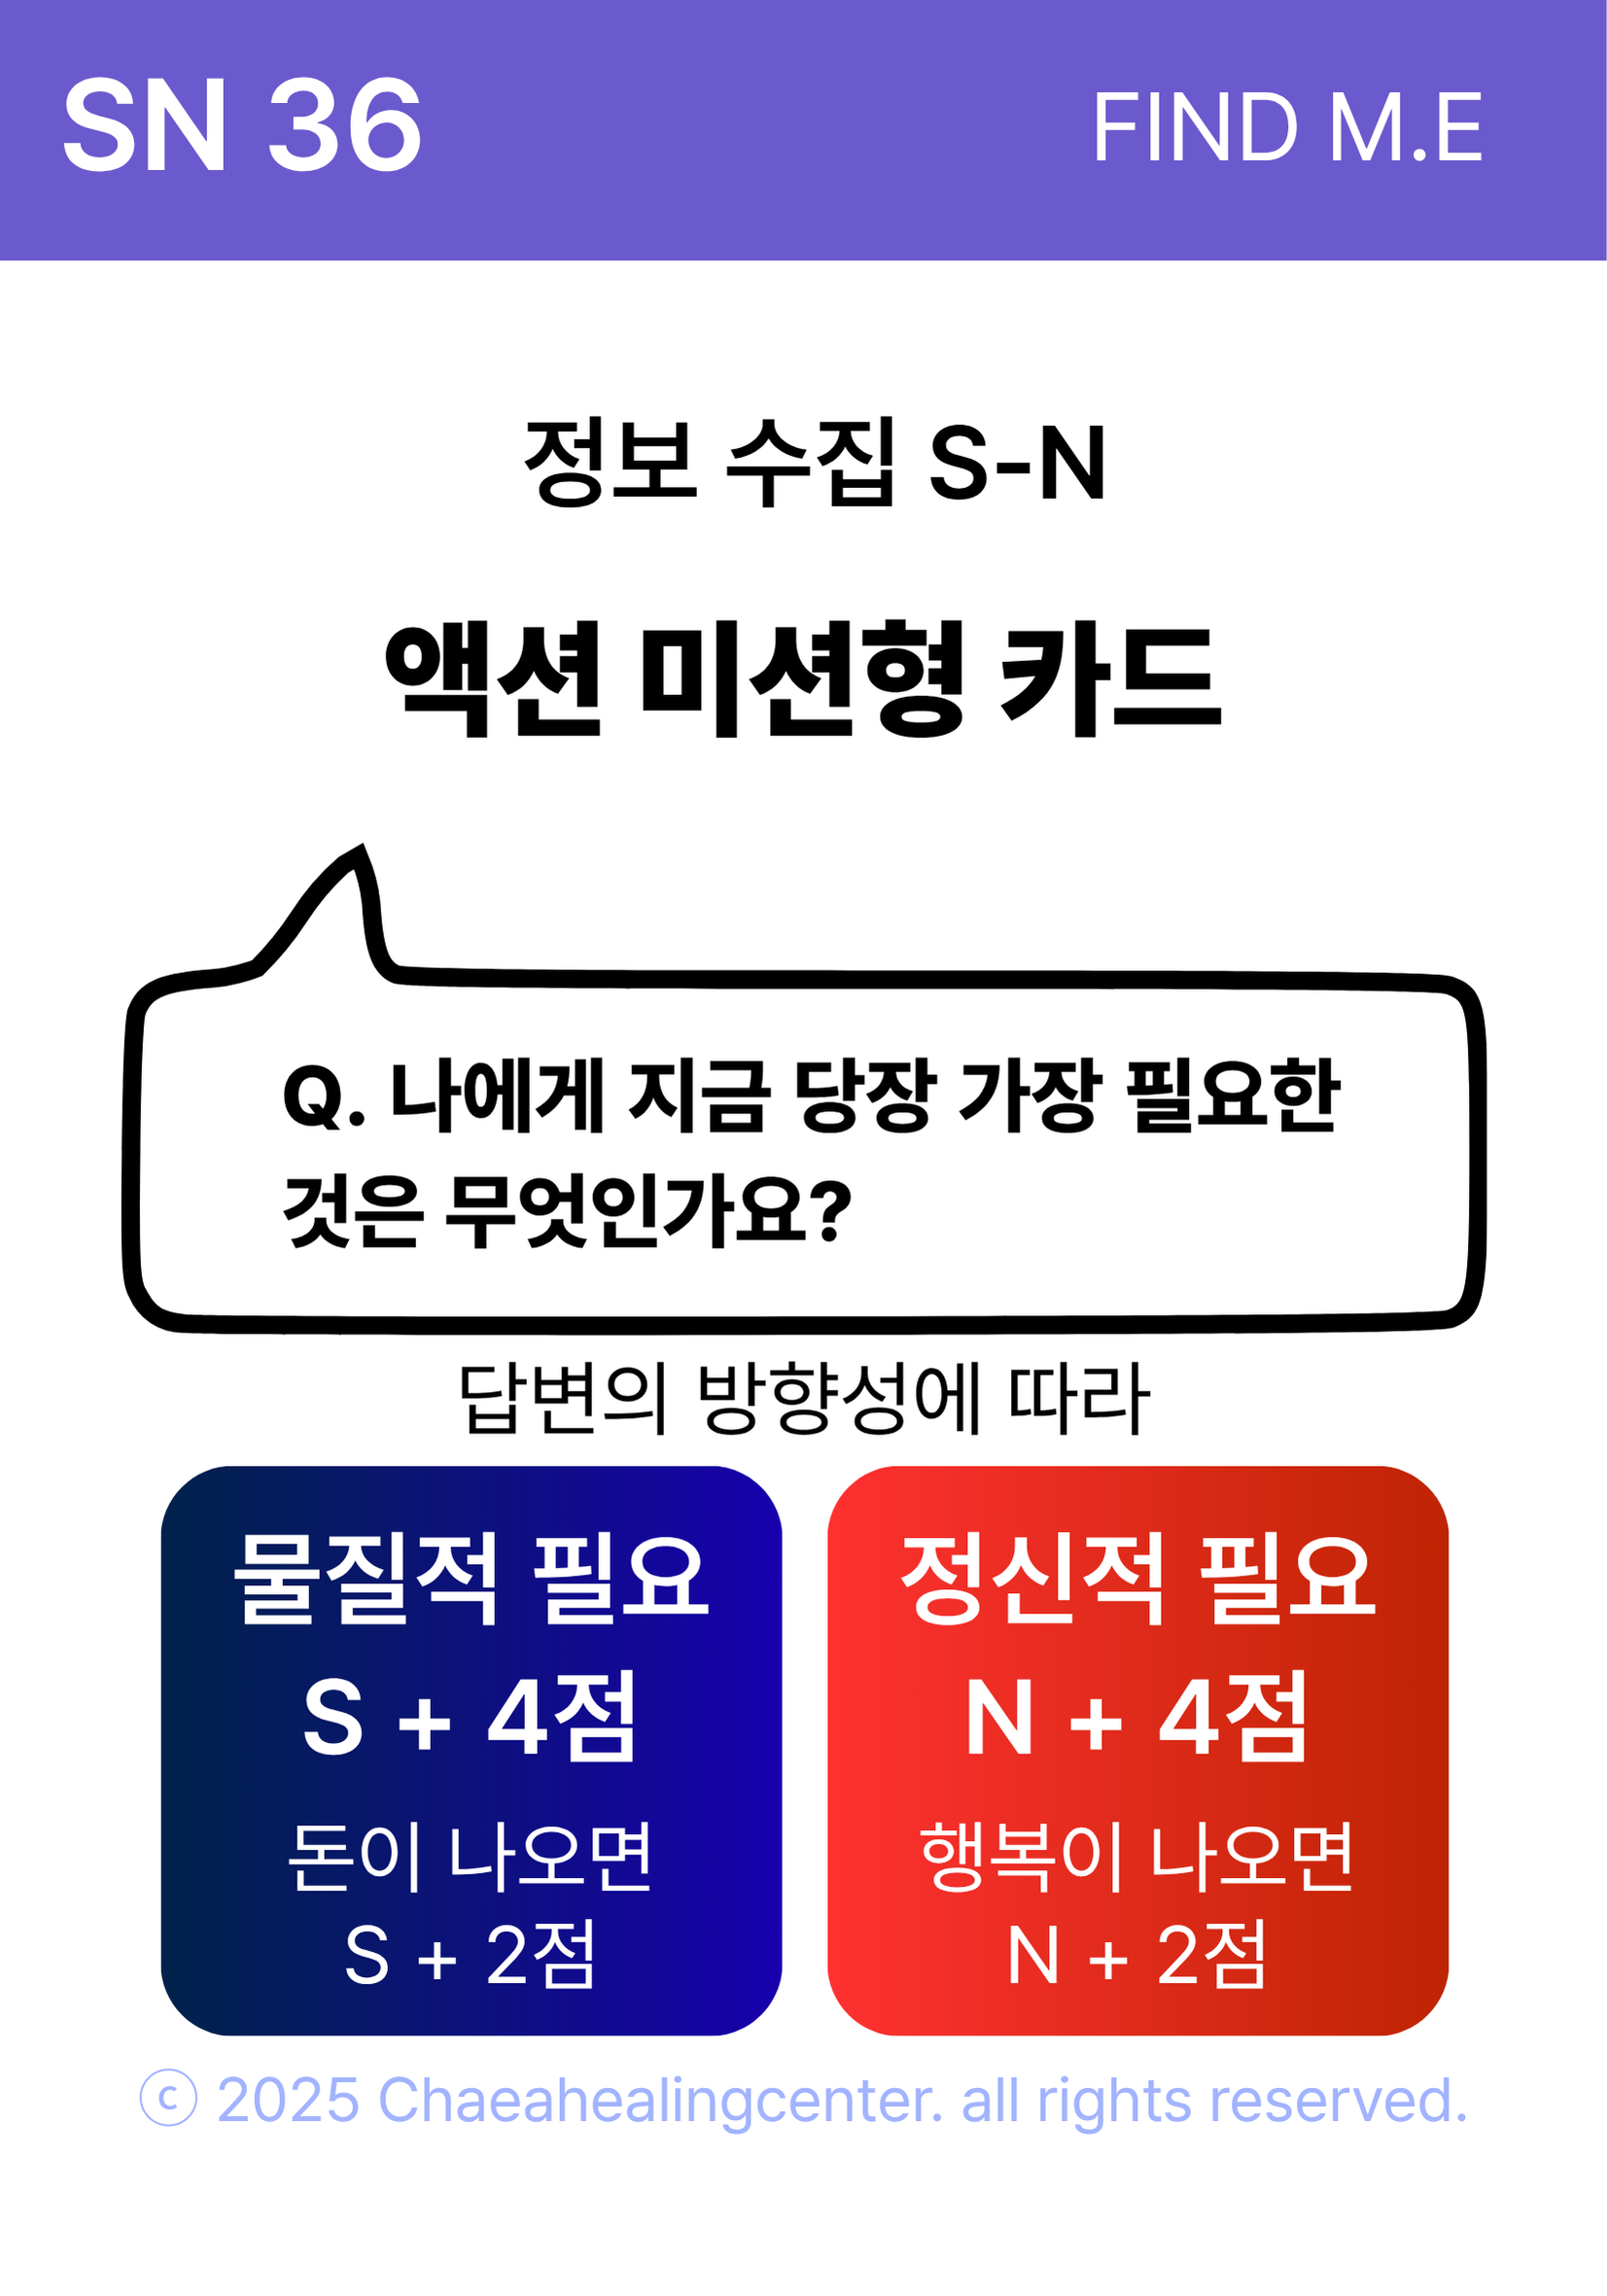 SN 36
FIND M.E
정보 수집 S-N
액션 미션형 카드
Q. 나에게 지금 당장 가장 필요한
것은 무엇인가요?
답변의 방향성에 따라
물질적 필요
S + 4점
돈이 나오면
S + 2점
정신적 필요
N + 4점
행복이 나오면
N + 2점
ⓒ 2025 Chaeahealingcenter. all rights reserved.